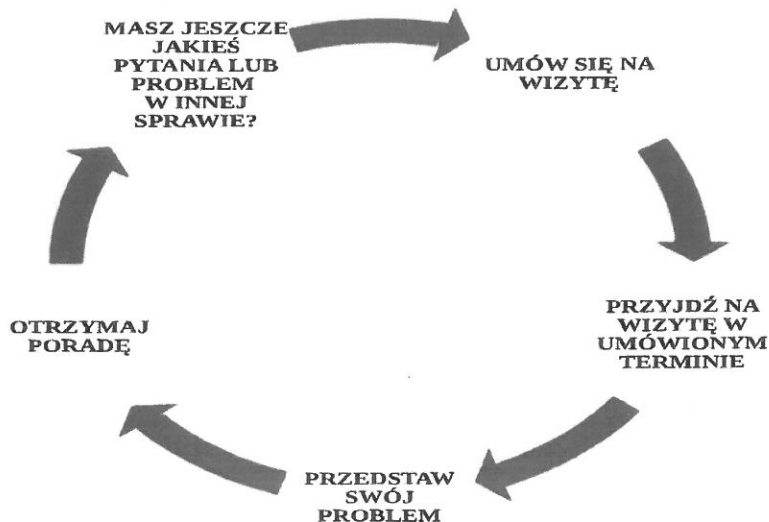 MASZ JESZCZE
JAKIEŚ
PYTANIA LUB
PROBLEM
W INNEJ
SPRAWIE?
UMÓW SIĘ NA
WIZYTĘ
PRZYJDŹ NA
WIZYTĘ W
UMÓWIONYM
TERMINIE
PRZEDSTAW
SWÓJ
PROBLEM
OTRZYMAJ
PORADĘ